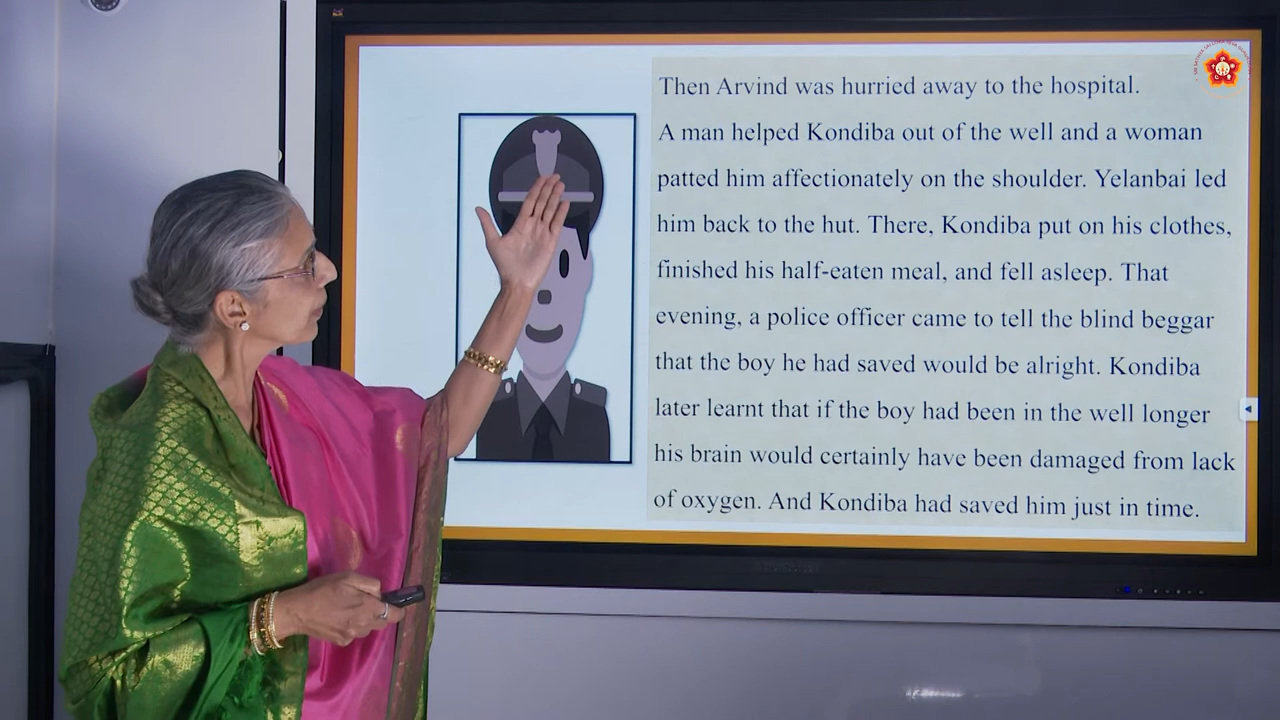 Then Arvind was hurried away to the hospital.
A man helped Kondiba out of the well and a woman
patted him affectionately on the shoulder. Yelanbai led
him back to the hut. There, Kondiba put on his clothes,
finished his half-eaten meal, and fell asleep. That
evening, a police officer came to tell the blind beggar
that the boy he had saved would be alright. Kondiba
later learnt that if the boy had been in the well longer
his brain would certainly have been damaged from lack
of oxygen. And Kondiba had saved him just in time.